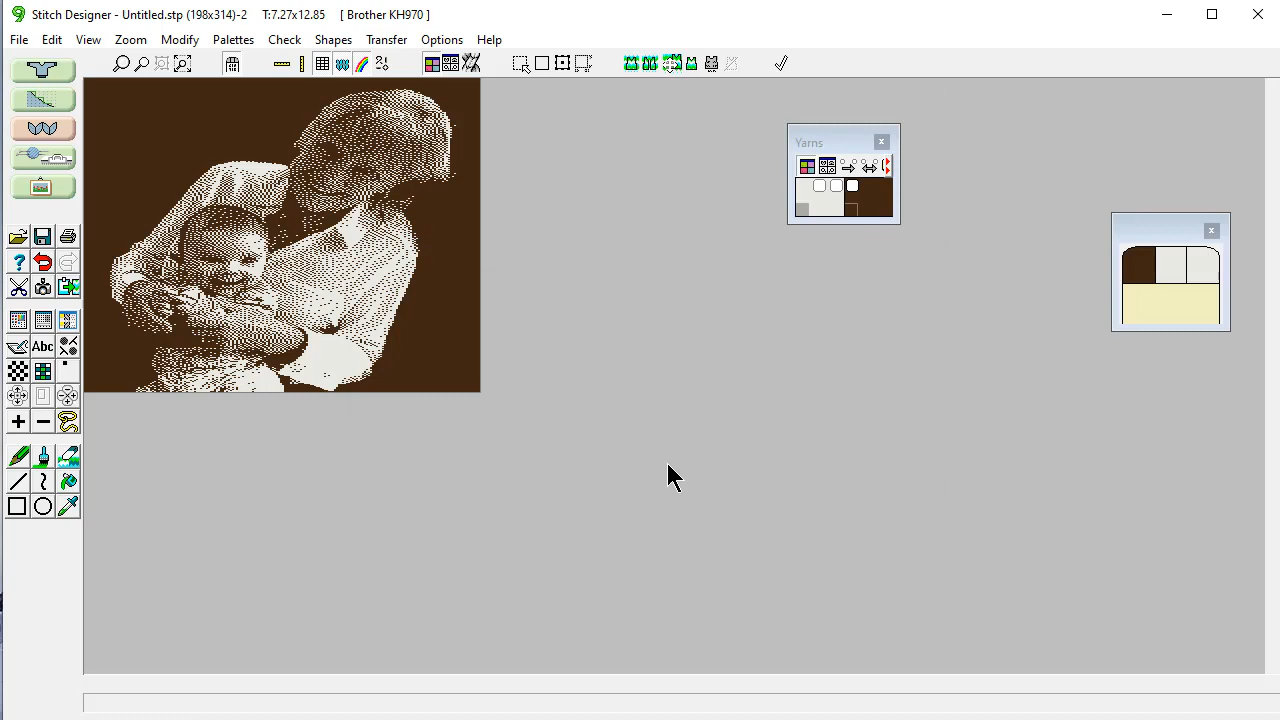 Stitch Designer - Untitled.stp (198x314)-2 T:7.27x12.85 [ Brother KH970 ]
File Edit View Zoom Modify Palettes Check Shapes Transfer Options Help
Yarns
Abc